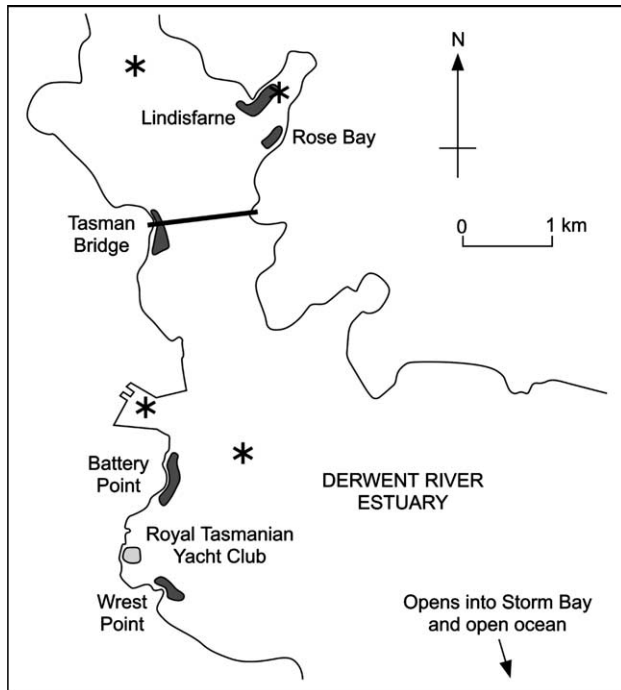 N
Lindisfarne
Rose Bay
Tasman
Bridge
0 1 km
Battery
Point
DERWENT RIVER
ESTUARY
Royal Tasmanian
Yacht Club
Wrest
Point
Opens into Storm Bay
and open ocean